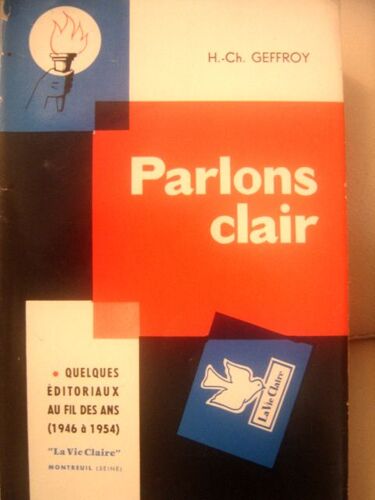 H.-Ch. GEFFROY
Parlons
clair
• QUELQUES
ÉDITORIAUX
AU FIL DES ANS
(1946 à 1954)
"La Vie Claire"
MONTREUIL (SEINE)
La Vie Claire